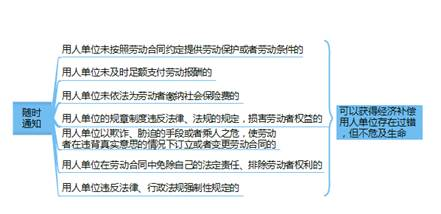 用人单位未按照劳动合同约定提供劳动保护或者劳动条件的
用人单位未及时足额支付劳动报酬的
用人单位未依法为劳动者缴纳社会保险费的
随时
通知
用人单位的规章制度违反法律、法规的规定，损害劳动者权益的
用人单位以欺诈、胁迫的手段或者乘人之危，使劳动
者在违背真实意思的情况下订立或者变更劳动合同的
用人单位在劳动合同中免除自己的法定责任、排除劳动者权利的
用人单位违反法律、行政法规强制性规定的
可以获得经济补偿
用人单位存在过错
，但不危及生命